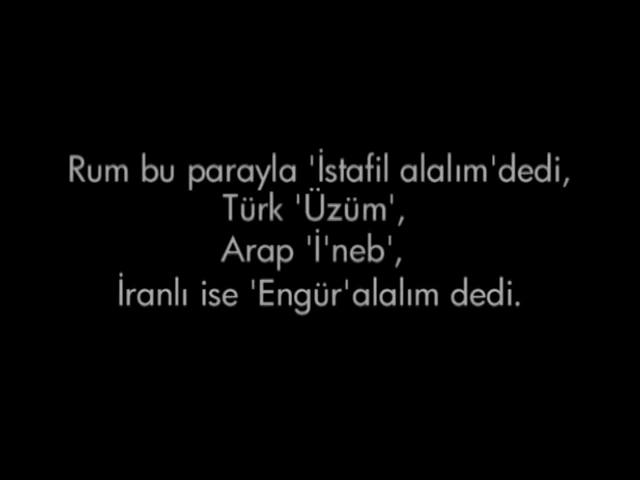 Rum bu parayla 'İstafil alalım'dedi,
Türk 'Üzüm',
Arap 'İ'neb',
İranlı ise 'Engür'alalım dedi.